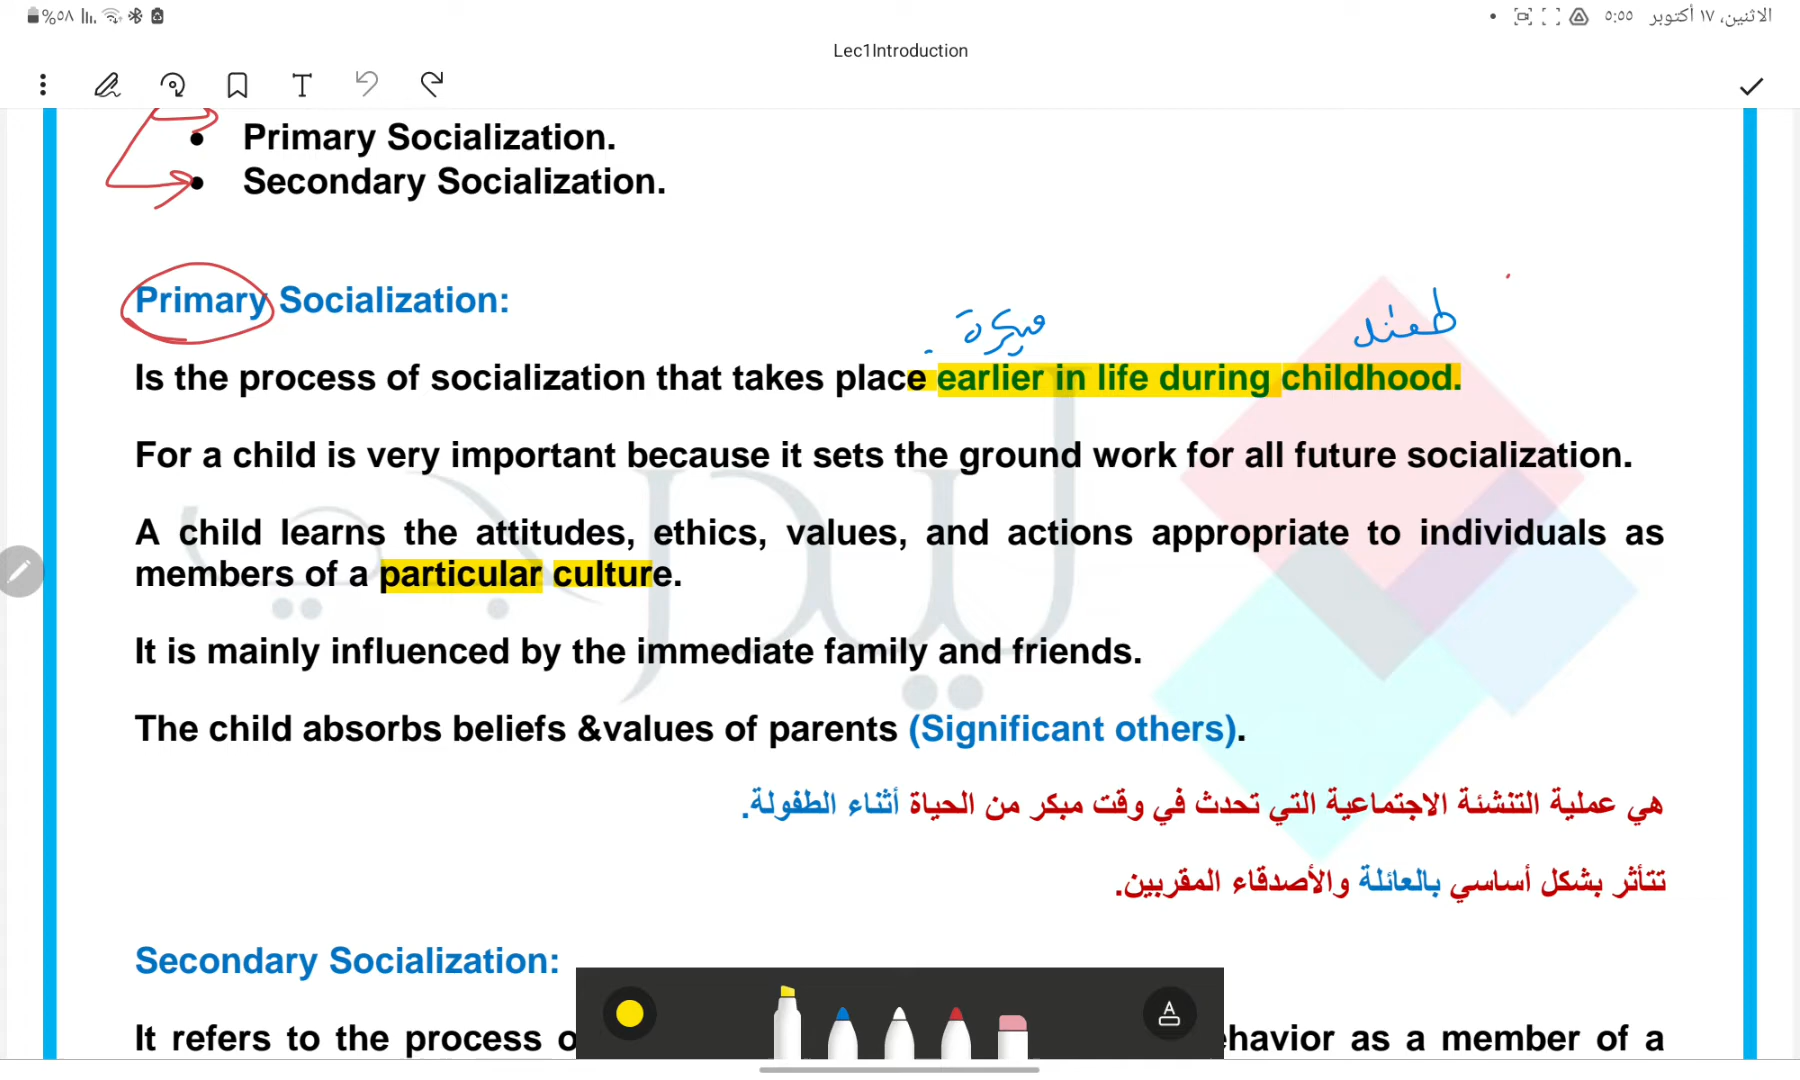 %٥٨
الاثنين، ١٧ أكتوبر ٥:٥٥
Lec1Introduction
• Primary Socialization.
• Secondary Socialization.
Primary Socialization:
مبكرة
طفل
Is the process of socialization that takes place earlier in life during childhood.
For a child is very important because it sets the ground work for all future socialization.
A child learns the attitudes, ethics, values, and actions appropriate to individuals as
members of a particular culture.
It is mainly influenced by the immediate family and friends.
The child absorbs beliefs &values of parents (Significant others).
هي عملية التنشئة الاجتماعية التي تحدث في وقت مبكر من الحياة أثناء الطفولة.
تتأثر بشكل أساسي بالعائلة والأصدقاء المقربين.
Secondary Socialization:
It refers to the process o
havior as a member of a